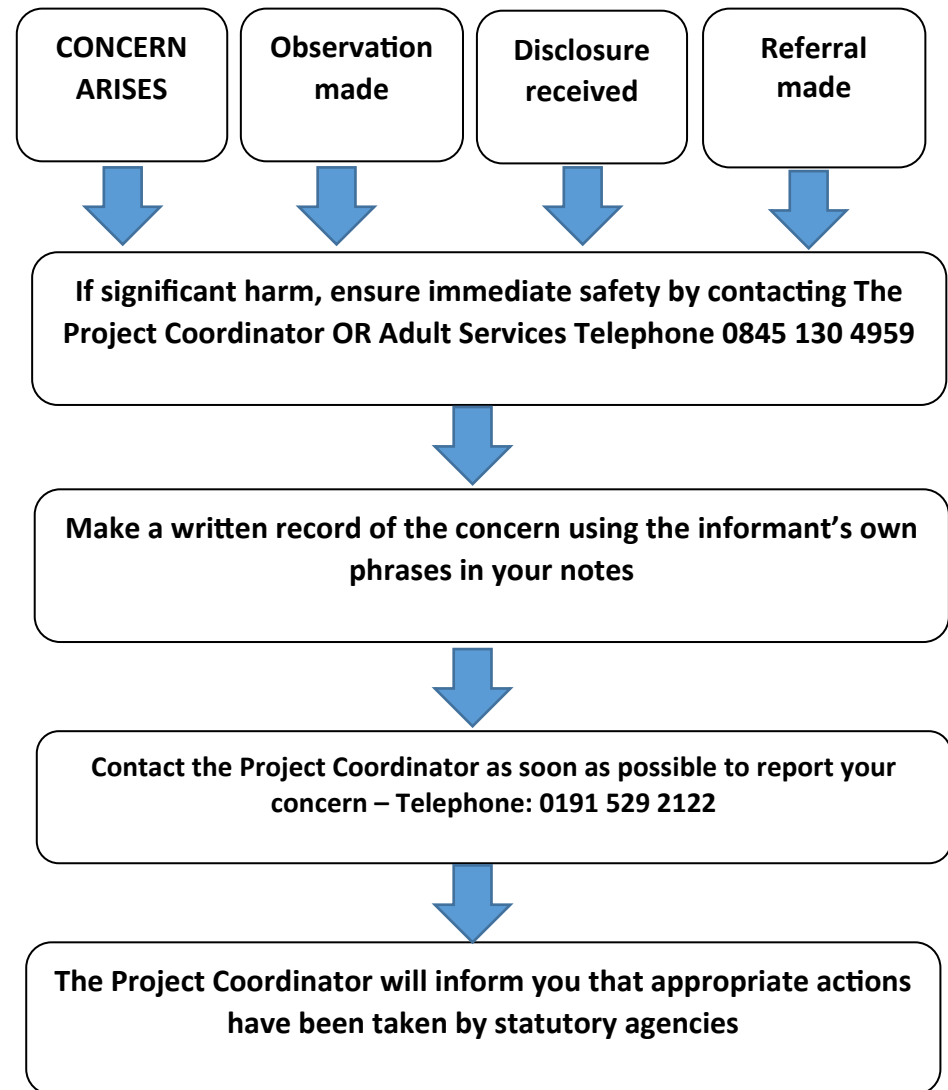 CONCERN
ARISES
Observation
made
Disclosure
received
Referral
made
If significant harm, ensure immediate safety by contacting The
Project Coordinator OR Adult Services Telephone 0845 130 4959
Make a written record of the concern using the informant’s own
phrases in your notes
Contact the Project Coordinator as soon as possible to report your
concern – Telephone: 0191 529 2122
The Project Coordinator will inform you that appropriate actions
have been taken by statutory agencies